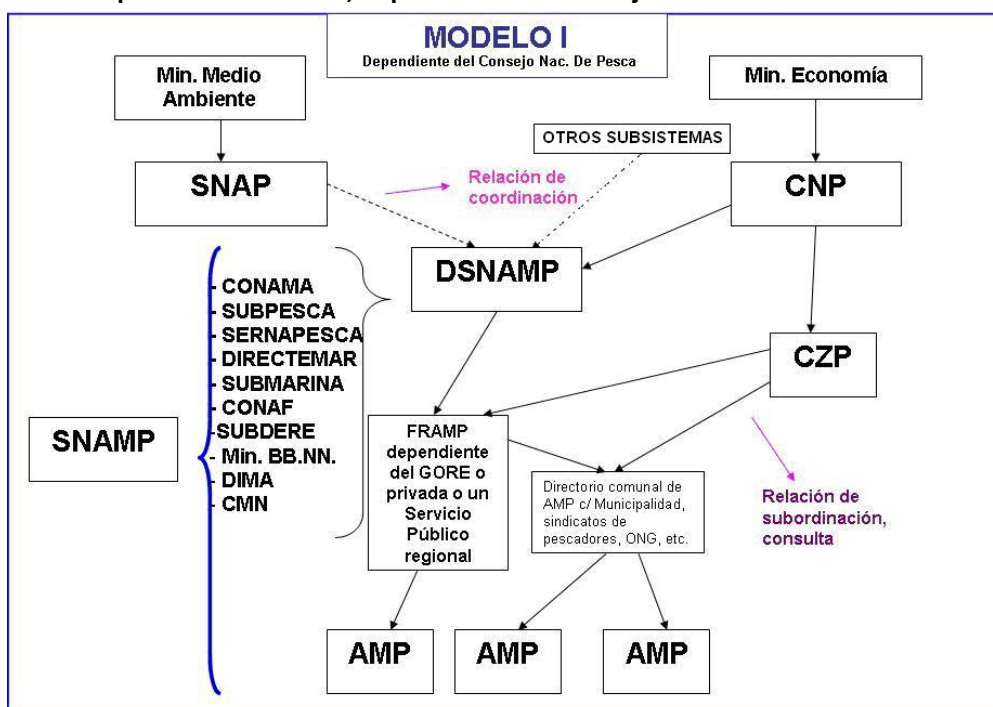 MODELO I
Dependiente del Consejo Nac. De Pesca
Min. Medio
Ambiente
Min. Economía
OTROS SUBSISTEMAS
SNAP
Relación de
coordinación
CNP
DSNAMP
- CONAMA
- SUBPESCA
- SERNAPESCA
- DIRECTEMAR
- SUBMARINA
- CONAF
-SUBDERE
- Min. BB.NN.
- DIMA
- CMN
CZP
SNAMP
FRAMP
dependiente
del GORE o
privada o un
Servicio
Público
regional
Directorio comunal de
AMP c/ Municipalidad,
sindicatos de
pescadores, ONG, etc.
Relación de
subordinación,
consulta
AMP
AMP
AMP